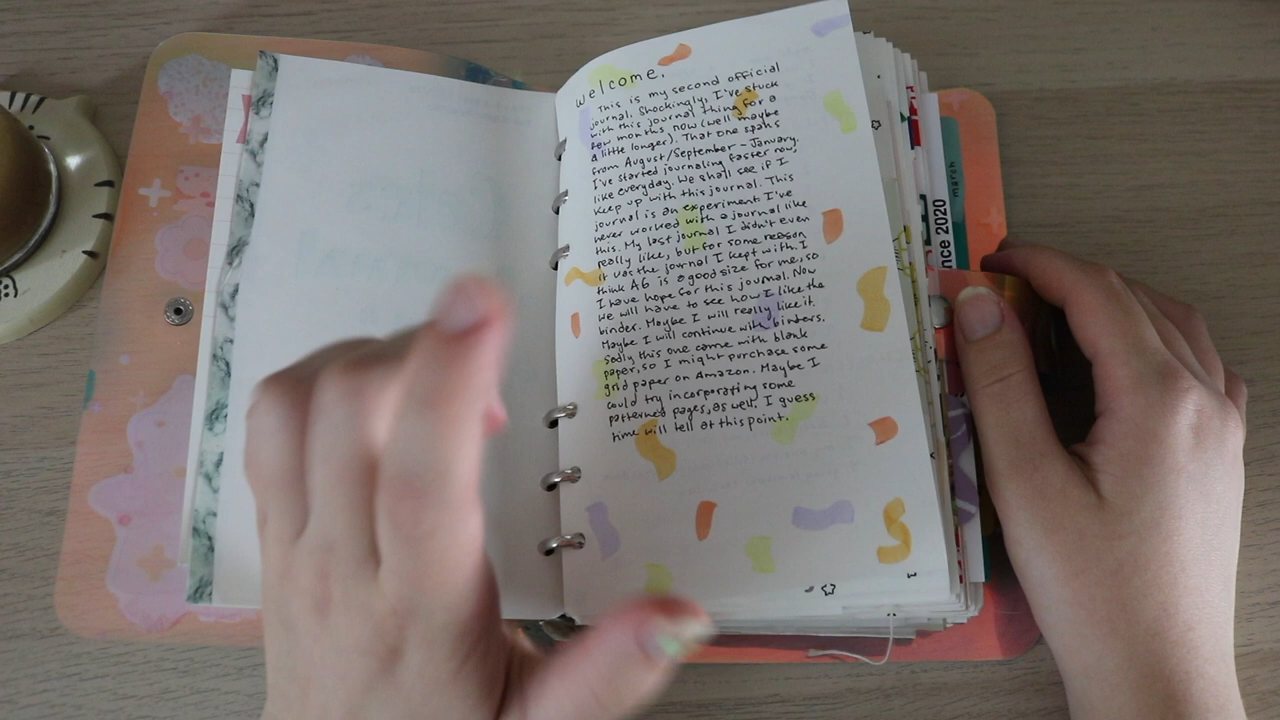 welcome.
This is my second official
journal. Shockingly, I've stuck
with this journal thing for a
few months now (well maybe
a little longer). That one spans
from August/September - January.
I've started journaling faster now,
like everyday. We shall see if I
keep up with this journal. This
journal is an experiment. I've
never worked with a journal like
this. My last journal I didn't even
really like, but for some reason
it was the journal I kept with. I
think A6 is a good size for me, so
I have hope for this journal. Now
we will have to see how I like the
binder. Maybe I will really like it.
Maybe I will continue with binders.
Sadly this one came with blank
paper, so I might purchase some
grid paper on Amazon. Maybe I
could try incorporating some
patterned pages, as well. I guess
time will tell at this point.
march
nce 2020